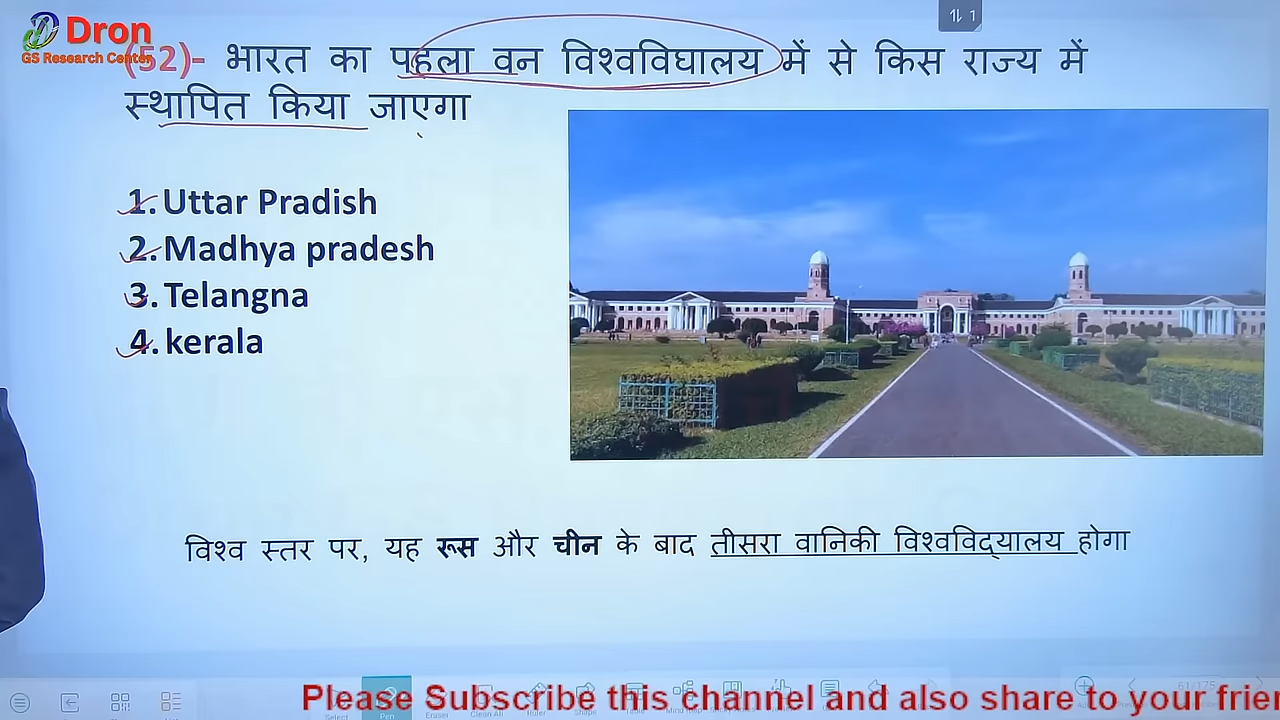 Dron
GS Research Center
(52)- भारत का पहला वन विश्वविघालय में से किस राज्य में
स्थापित किया जाएगा
1. Uttar Pradish
2. Madhya pradesh
3. Telangna
4. kerala
विश्व स्तर पर, यह रूस और चीन के बाद तीसरा वानिकी विश्वविद्यालय होगा
Please Subscribe this channel and also share to your frien